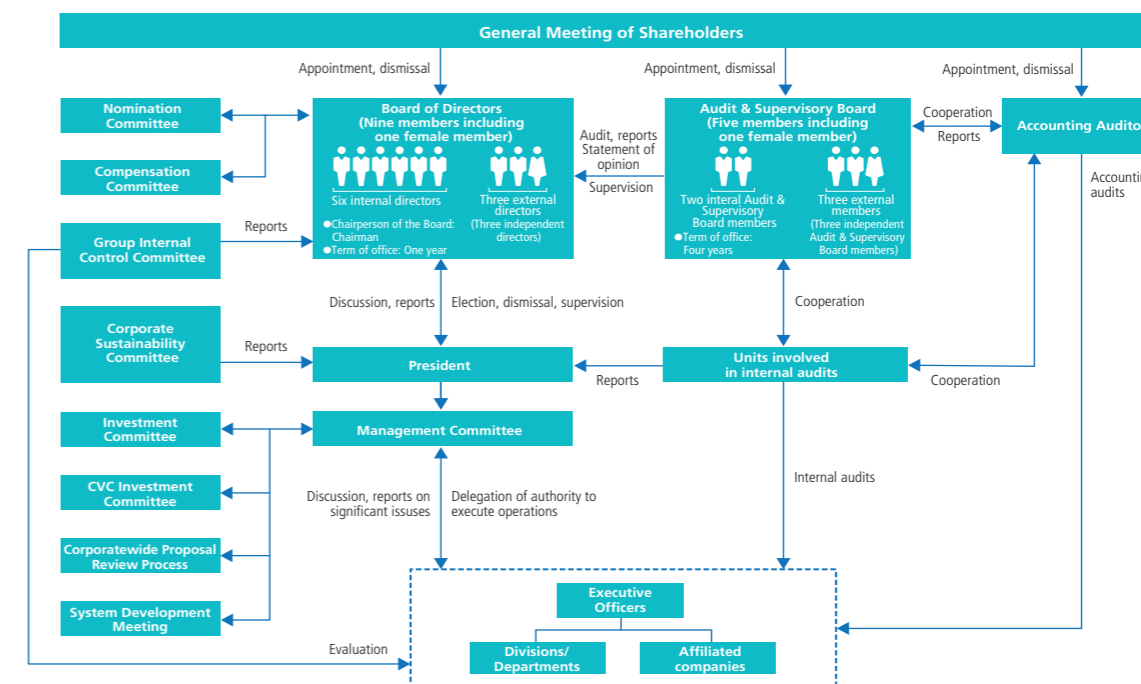 General Meeting of Shareholders
Appointment, dismissal
Appointment, dismissal
Appointment, dismissal
Nomination
Committee
Compensation
Committee
Group Internal
Control Committee
Corporate
Sustainability
Committee
Investment
Committee
CVC Investment
Committee
Corporatewide Proposal
Review Process
System Development
Meeting
Reports
Reports
Board of Directors
(Nine members including
one female member)
Six internal directors
Three external
directors
(Three independent
directors)
●Chairperson of the Board:
Chairman
●Term of office: One year
Audit, reports
Statement of
opinion
Supervision
Audit & Supervisory Board
(Five members including
one female member)
Two interal Audit &
Supervisory
Board members
●Term of office:
Four years
Three external
members
(Three independent
Audit & Supervisory
Board members)
Cooperation
Reports
Accounting Audito
Accountin
audits
Discussion, reports
Election, dismissal, supervision
Cooperation
President
Reports
Units involved
in internal audits
Cooperation
Management Committee
Discussion, reports on
significant issuses
Delegation of authority to
execute operations
Internal audits
Executive
Officers
Divisions/
Departments
Affiliated
companies
Evaluation